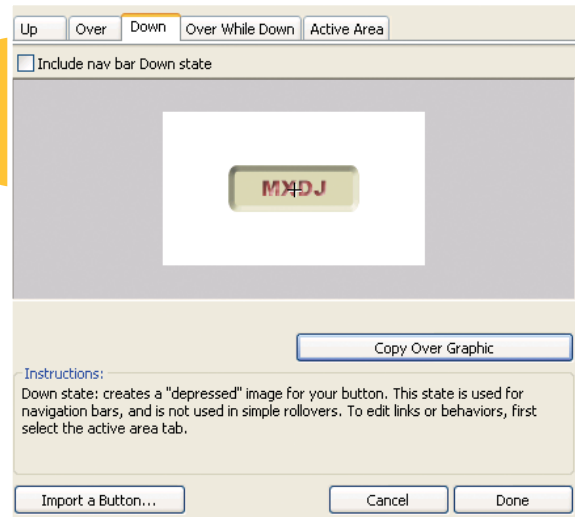 Up Over Down Over While Down Active Area
Include nav bar Down state
MXDJ
Copy Over Graphic
Instructions:
Down state: creates a "depressed" image for your button. This state is used for
navigation bars, and is not used in simple rollovers. To edit links or behaviors, first
select the active area tab.
Import a Button... Cancel Done